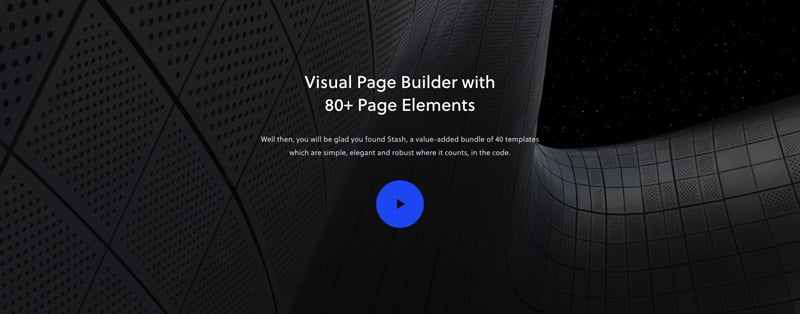 Visual Page Builder with
80+ Page Elements
Well then, you will be glad you found Stash, a value-added bundle of 40 templates
which are simple, elegant and robust where it counts, in the code.